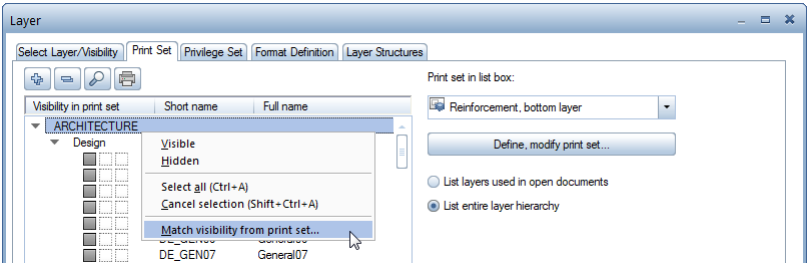 Layer
Select Layer/Visibility Print Set Privilege Set Format Definition Layer Structures
Visibility in print set Short name Full name
ARCHITECTURE
Design
Visible
Hidden
Select all (Ctrl+A)
Cancel selection (Shift+Ctrl+A)
Match visibility from print set...
DE_GEN07 General07
Print set in list box:
Reinforcement, bottom layer
Define, modify print set...
List layers used in open documents
List entire layer hierarchy